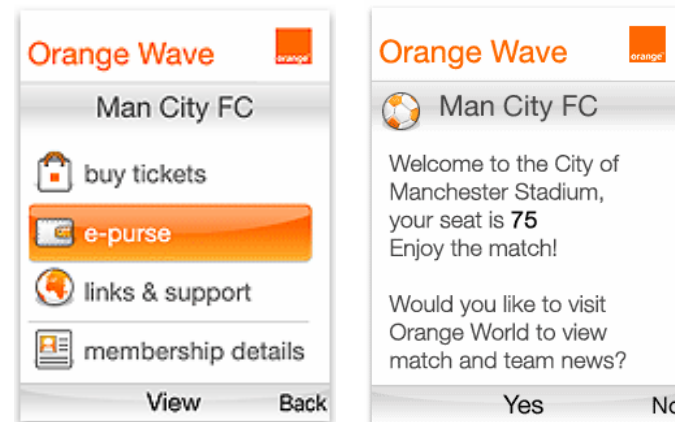 Orange Wave
orange
Man City FC
buy tickets
e-purse
links & support
membership details
View Back
Orange Wave
orange
Man City FC
Welcome to the City of
Manchester Stadium,
your seat is 75
Enjoy the match!
Would you like to visit
Orange World to view
match and team news?
Yes No